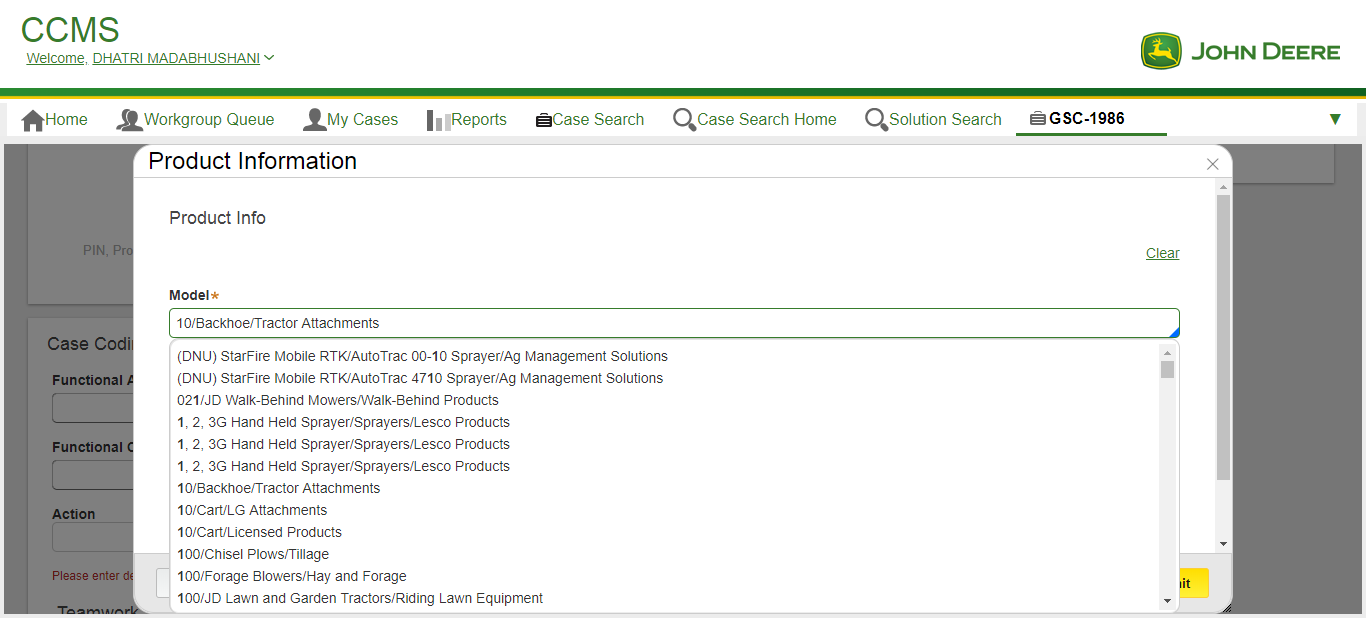 CCMS
Welcome, DHATRI MADABHUSHANI
JOHN DEERE
Home
Workgroup Queue
My Cases
Reports
Case Search
Case Search Home
Solution Search
GSC-1986
Product Information
Product Info
PIN, Pro
Clear
Model*
10/Backhoe/Tractor Attachments
(DNU) StarFire Mobile RTK/AutoTrac 00-10 Sprayer/Ag Management Solutions
(DNU) StarFire Mobile RTK/AutoTrac 4710 Sprayer/Ag Management Solutions
021/JD Walk-Behind Mowers/Walk-Behind Products
1, 2, 3G Hand Held Sprayer/Sprayers/Lesco Products
1, 2, 3G Hand Held Sprayer/Sprayers/Lesco Products
1, 2, 3G Hand Held Sprayer/Sprayers/Lesco Products
10/Backhoe/Tractor Attachments
10/Cart/LG Attachments
10/Cart/Licensed Products
100/Chisel Plows/Tillage
100/Forage Blowers/Hay and Forage
100/JD Lawn and Garden Tractors/Riding Lawn Equipment
Case Codi
Functional A
Functional C
Action
Please enter de
Teamwork
it